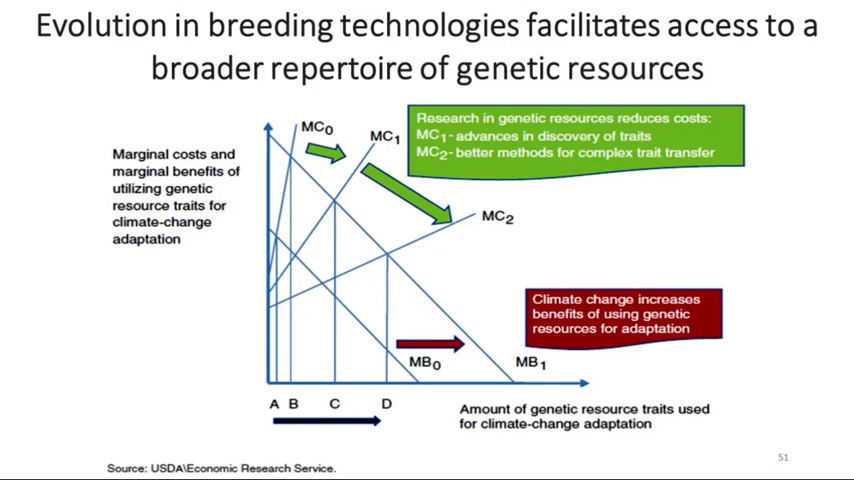 Evolution in breeding technologies facilitates access to a
broader repertoire of genetic resources
Marginal costs and
marginal benefits of
utilizing genetic
resource traits for
climate-change
adaptation
MC0
MC1
Research in genetic resources reduces costs:
MC1-advances in discovery of traits
MC2-better methods for complex trait transfer
MC2
Climate change increases
benefits of using genetic
resources for adaptation
MB0
MB1
A B C D
Amount of genetic resource traits used
for climate-change adaptation
51
Source: USDA\Economic Research Service.